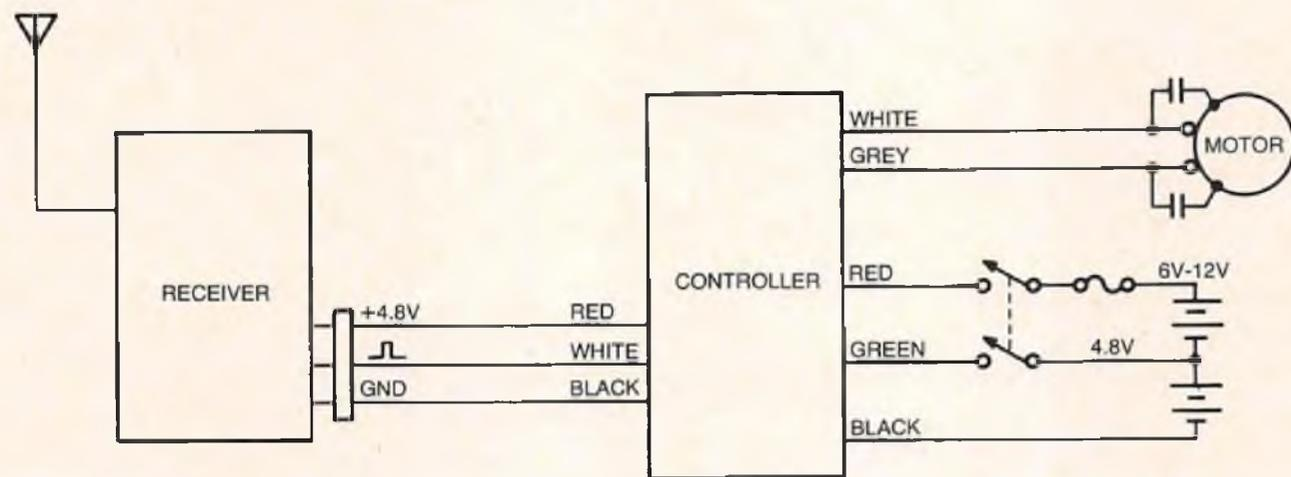 WHITE
GREY
MOTOR
RECEIVER
CONTROLLER
+4.8V
RED
WHITE
GND
BLACK
RED
6V-12V
GREEN
4.8V
BLACK